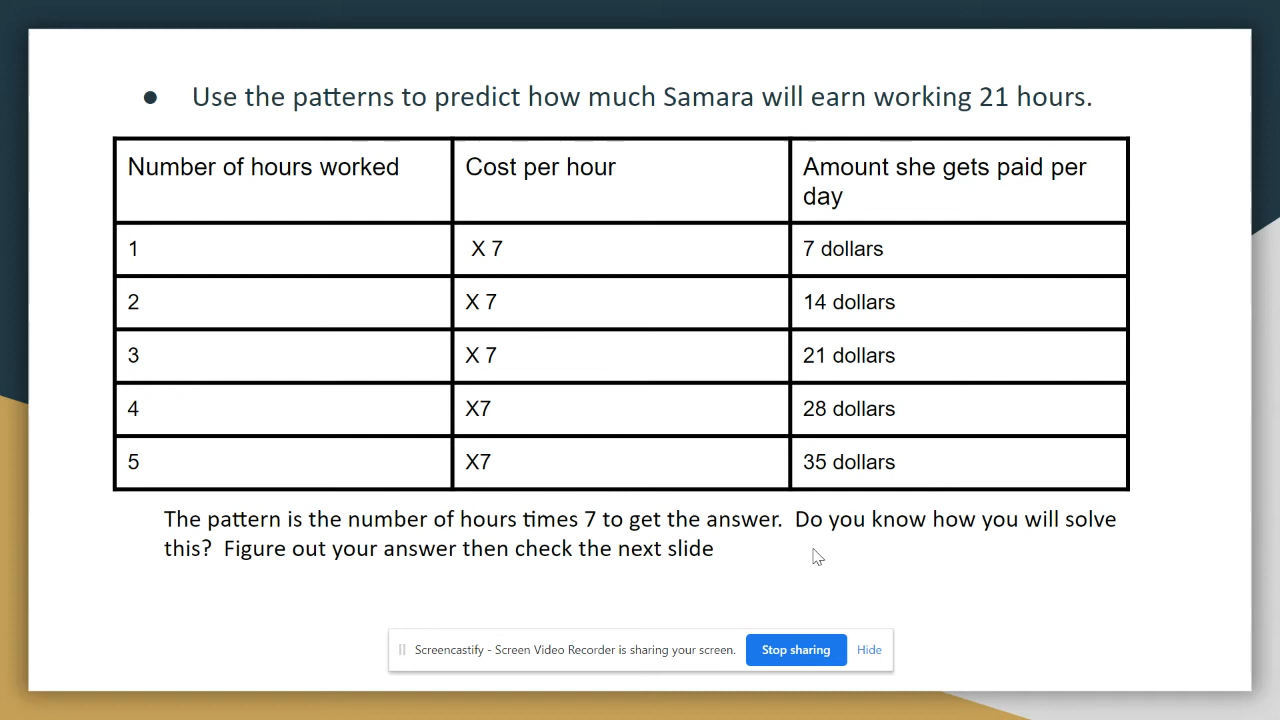 ● Use the patterns to predict how much Samara will earn working 21 hours.
Number of hours worked Cost per hour Amount she gets paid per
day
1 X 7 7 dollars
2 X 7 14 dollars
3 X 7 21 dollars
4 X7 28 dollars
5 X7 35 dollars
The pattern is the number of hours times 7 to get the answer. Do you know how you will solve
this? Figure out your answer then check the next slide
Screencastify - Screen Video Recorder is sharing your screen. Stop sharing Hide